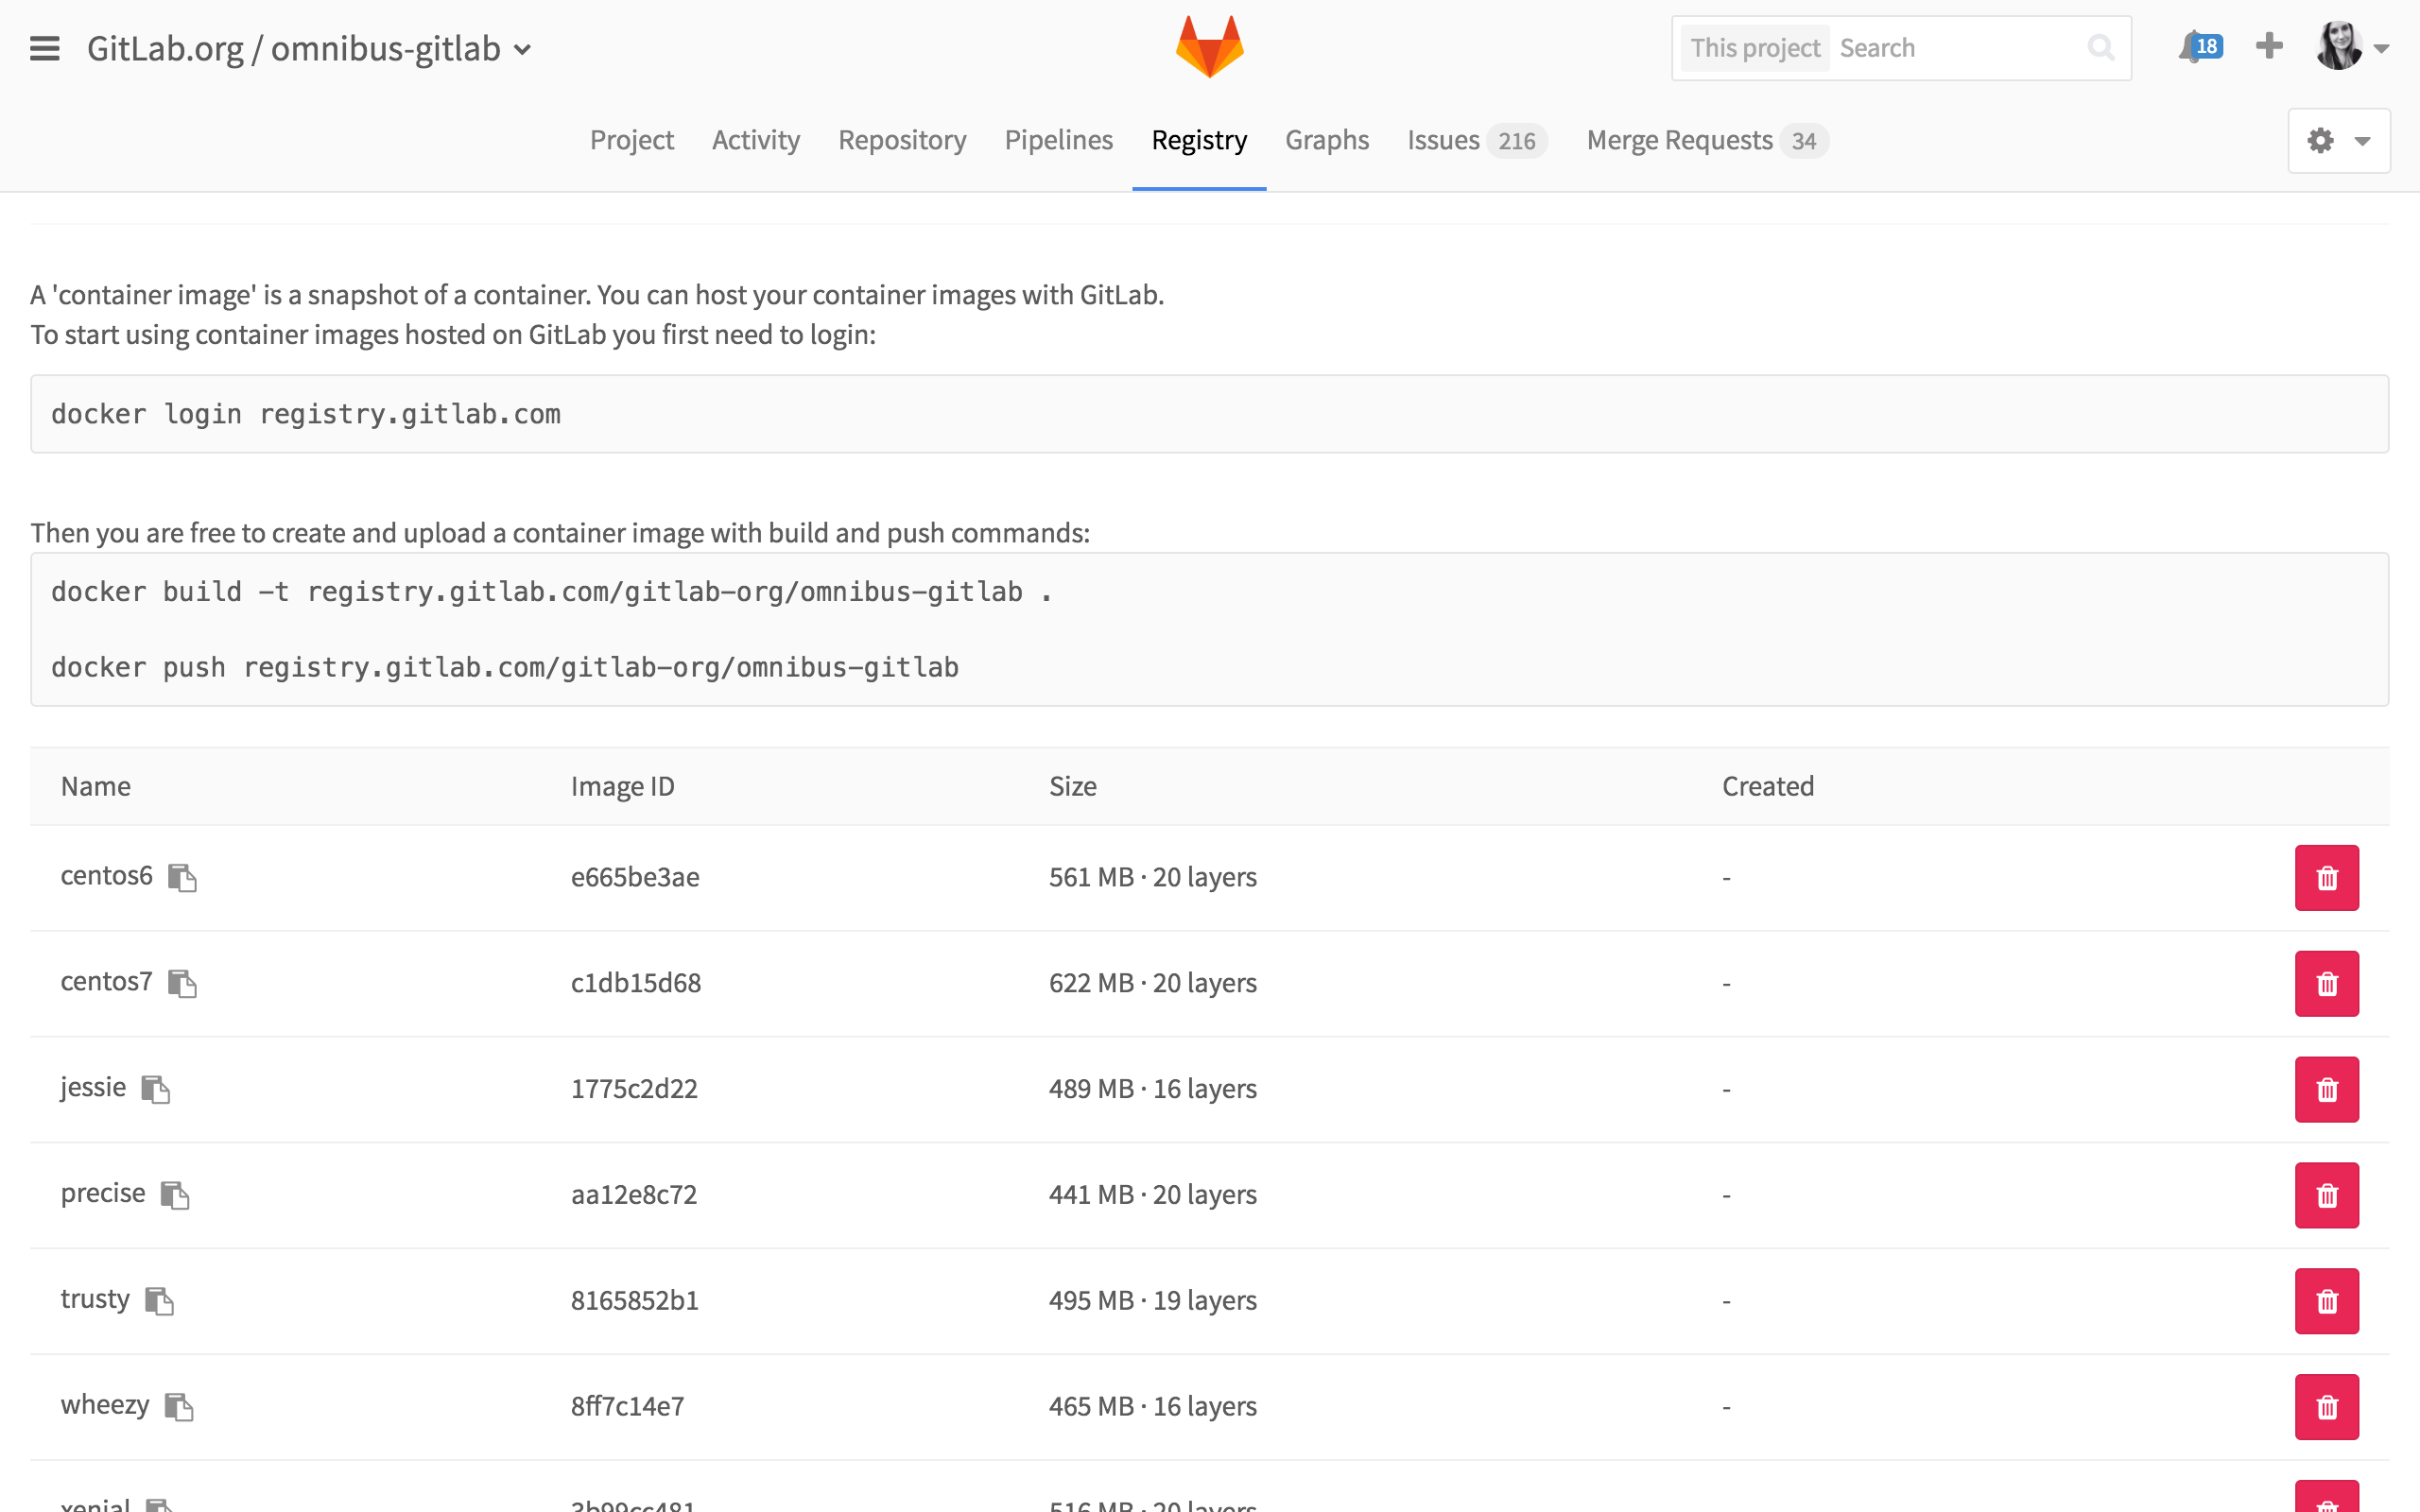 GitLab.org / omnibus-gitlab
This project Search
18
Project Activity Repository Pipelines Registry Graphs Issues 216 Merge Requests 34
A 'container image' is a snapshot of a container. You can host your container images with GitLab.
To start using container images hosted on GitLab you first need to login:
docker login registry.gitlab.com
Then you are free to create and upload a container image with build and push commands:
docker build -t registry.gitlab.com/gitlab-org/omnibus-gitlab .
docker push registry.gitlab.com/gitlab-org/omnibus-gitlab
Name Image ID Size Created
centos6 e665be3ae 561 MB · 20 layers -
centos7 c1db15d68 622 MB · 20 layers -
jessie 1775c2d22 489 MB · 16 layers -
precise aa12e8c72 441 MB · 20 layers -
trusty 8165852b1 495 MB · 19 layers -
wheezy 8ff7c14e7 465 MB · 16 layers -
xenial 3b99cc481 516 MB · 20 layers